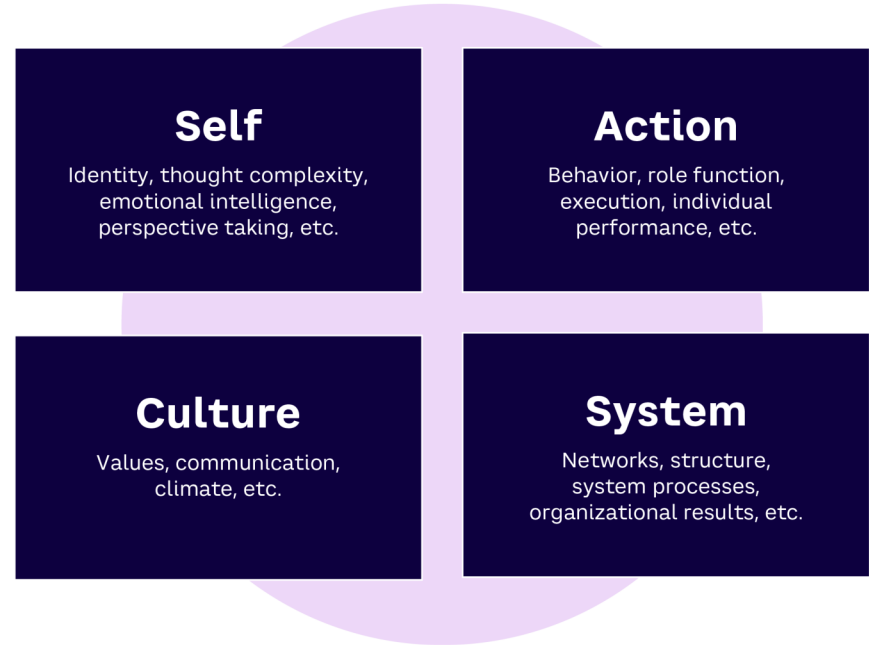 Self
Identity, thought complexity,
emotional intelligence,
perspective taking, etc.
Action
Behavior, role function,
execution, individual
performance, etc.
Culture
Values, communication,
climate, etc.
System
Networks, structure,
system processes,
organizational results, etc.